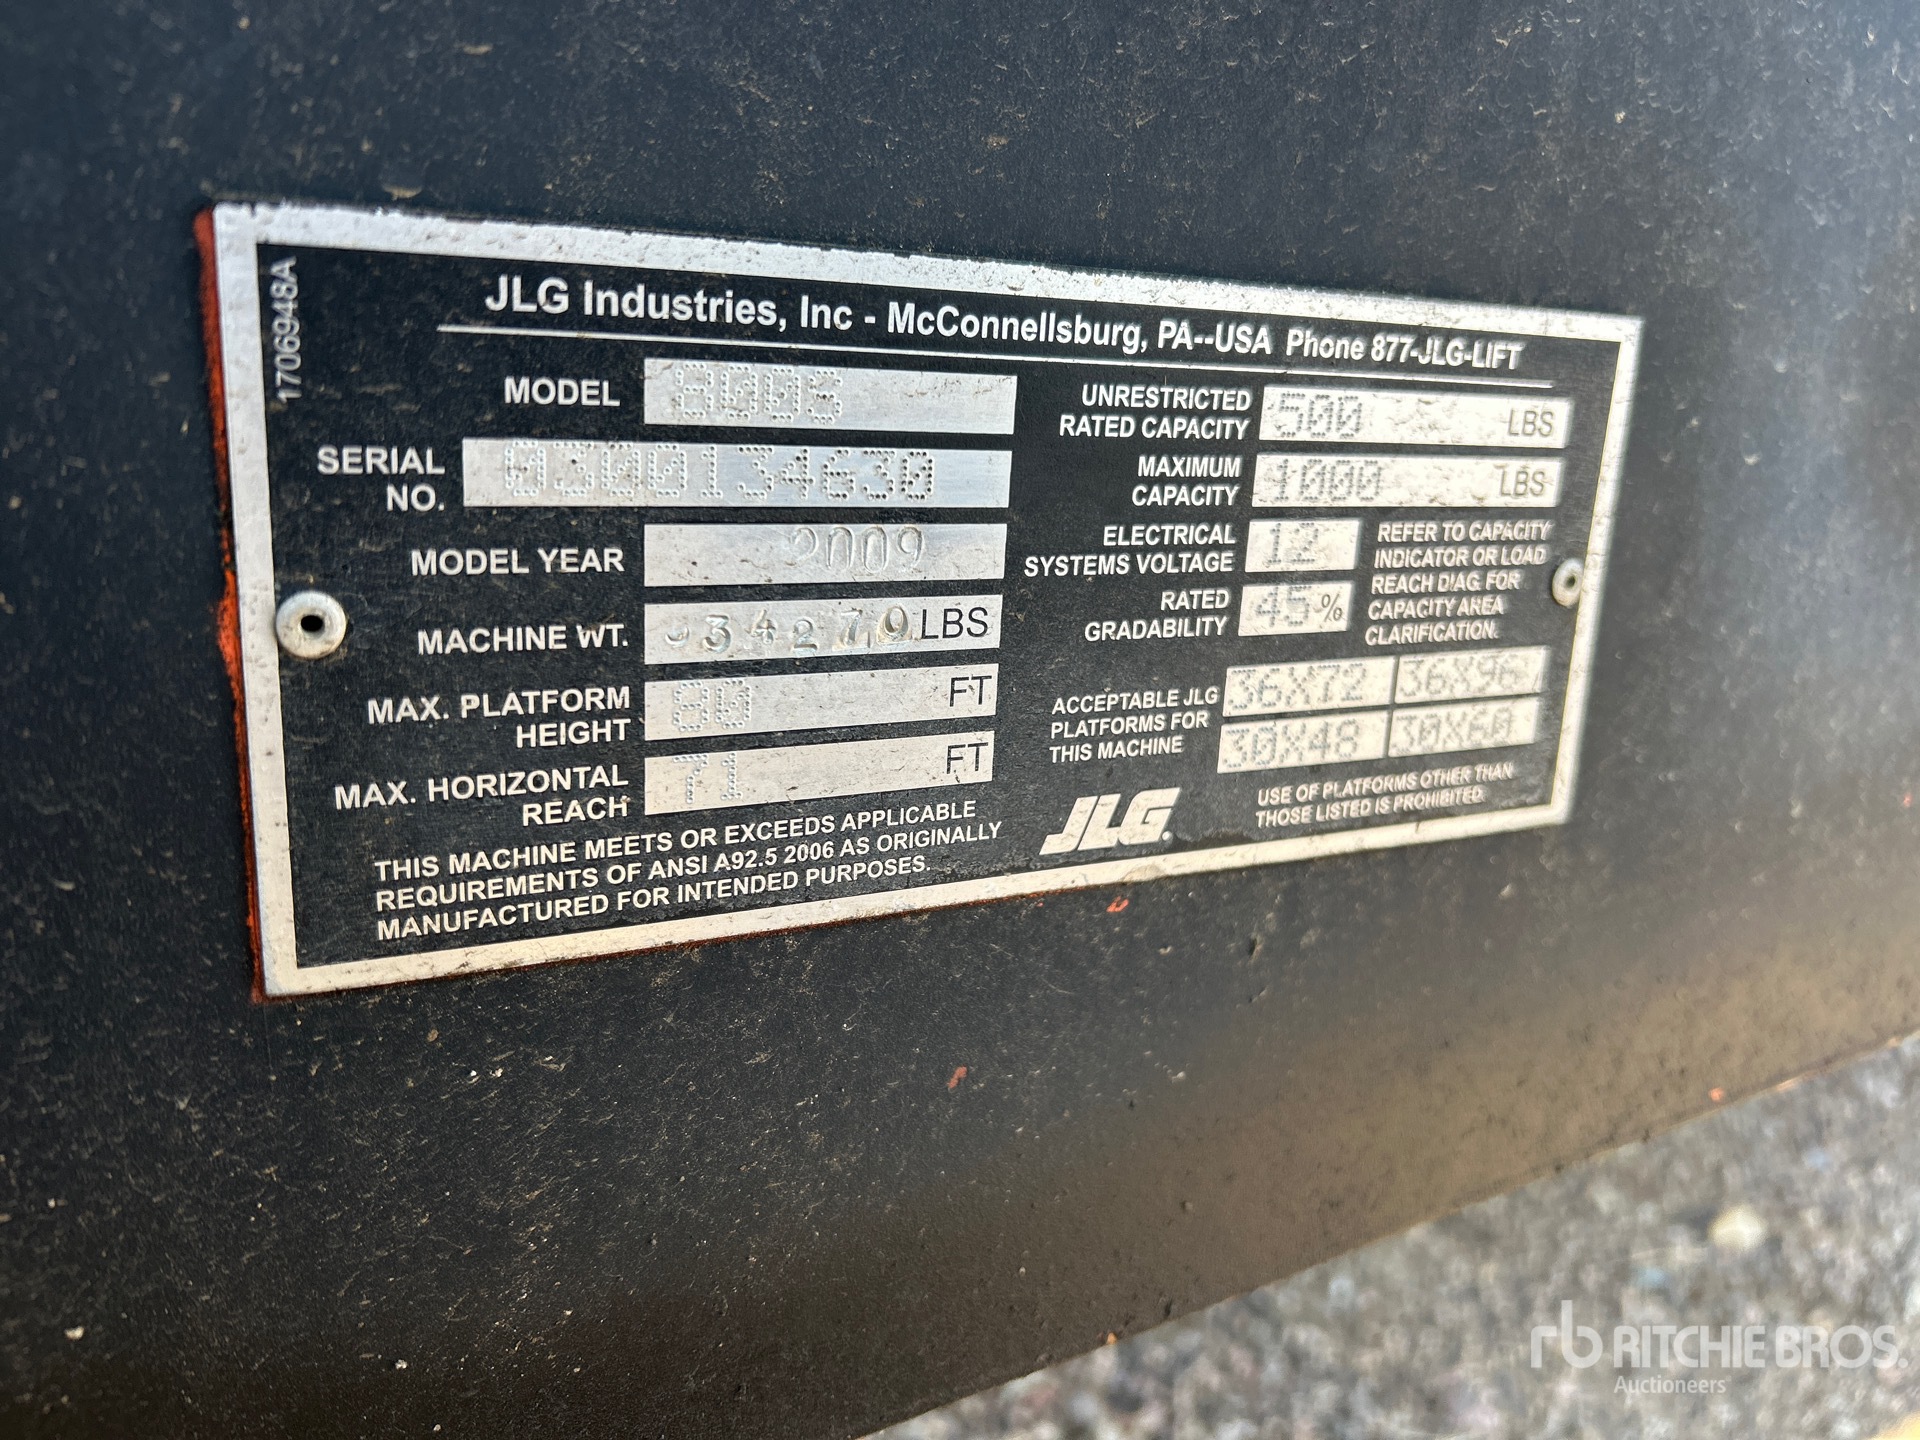 1706948A
JLG Industries, Inc - McConnellsburg, PA--USA Phone 877-JLG-LIFT
MODEL 800S
SERIAL NO. 0300134630
MODEL YEAR 2009
MACHINE WT. 34270 LBS
MAX. PLATFORM HEIGHT 80 FT
MAX. HORIZONTAL REACH 71 FT
THIS MACHINE MEETS OR EXCEEDS APPLICABLE
REQUIREMENTS OF ANSI A92.5 2006 AS ORIGINALLY
MANUFACTURED FOR INTENDED PURPOSES.
UNRESTRICTED
RATED CAPACITY 500 LBS
MAXIMUM
CAPACITY 1000 LBS
ELECTRICAL
SYSTEMS VOLTAGE 12
RATED
GRADABILITY 45 %
REFER TO CAPACITY
INDICATOR OR LOAD
REACH DIAG. FOR
CAPACITY AREA
CLARIFICATION.
ACCEPTABLE JLG
PLATFORMS FOR
THIS MACHINE
36X72 36X96
30X48 30X60
JLG®
USE OF PLATFORMS OTHER THAN
THOSE LISTED IS PROHIBITED.
rb RITCHIE BROS.
Auctioneers